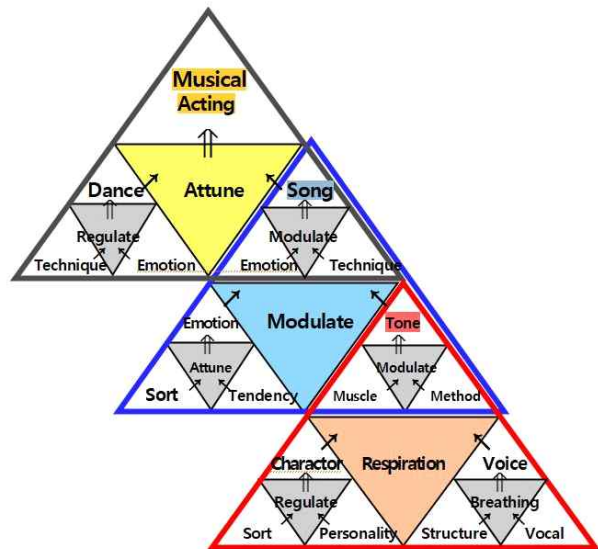 Musical
Acting
Dance
Attune
Song
Regulate
Modulate
Technique
Emotion
Emotion
Technique
Emotion
Modulate
Tone
Attune
Modulate
Sort
Tendency
Muscle
Method
Charactor
Respiration
Voice
Regulate
Breathing
Sort
Personality
Structure
Vocal